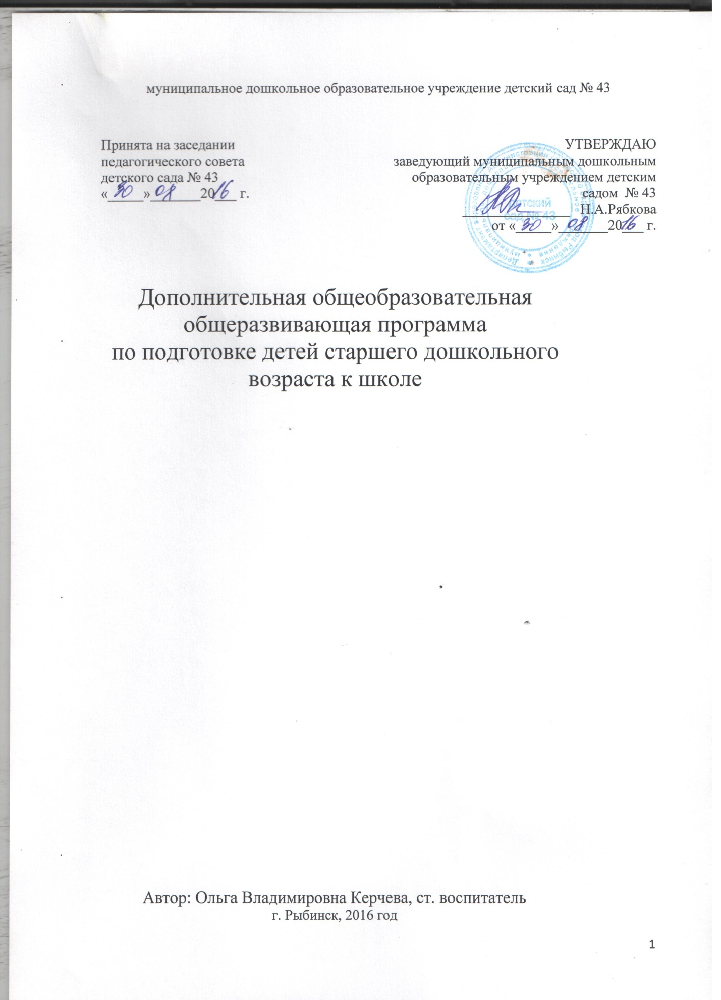 муниципальное дошкольное образовательное учреждение детский сад № 43
Принята на заседании
педагогического совета
детского сада № 43
«30» 08 2016 г.
УТВЕРЖДАЮ
заведующий муниципальным дошкольным
образовательным учреждением детским
садом № 43
Н.А.Рябкова
от «30» 08 2016 г.
детский
сад № 43
Дополнительная общеобразовательная
общеразвивающая программа
по подготовке детей старшего дошкольного
возраста к школе
Автор: Ольга Владимировна Керчева, ст. воспитатель
г. Рыбинск, 2016 год
1